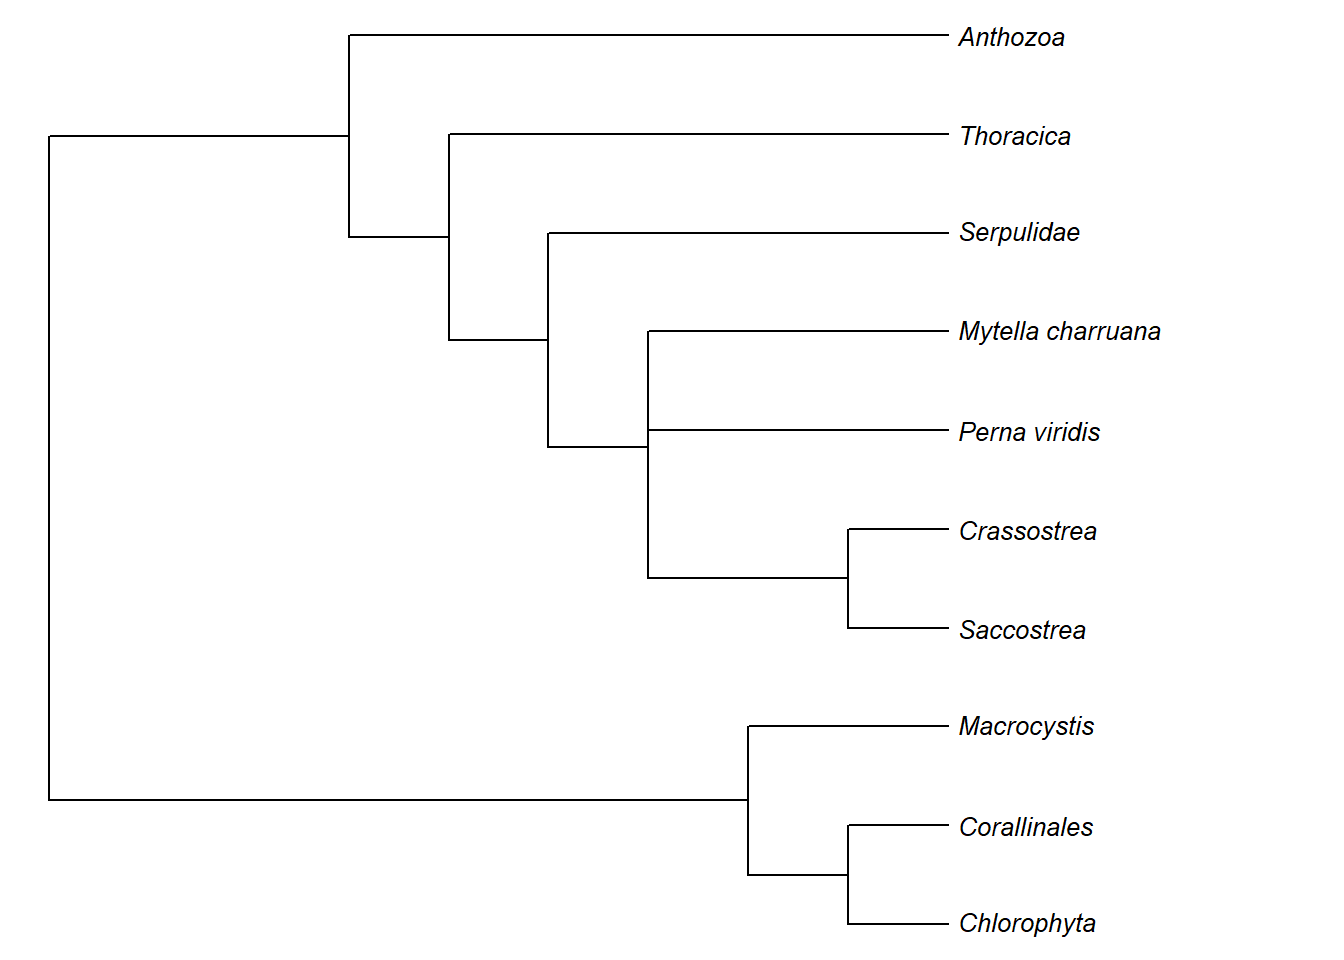 Anthozoa
Thoracica
Serpulidae
Mytella charruana
Perna viridis
Crassostrea
Saccostrea
Macrocystis
Corallinales
Chlorophyta